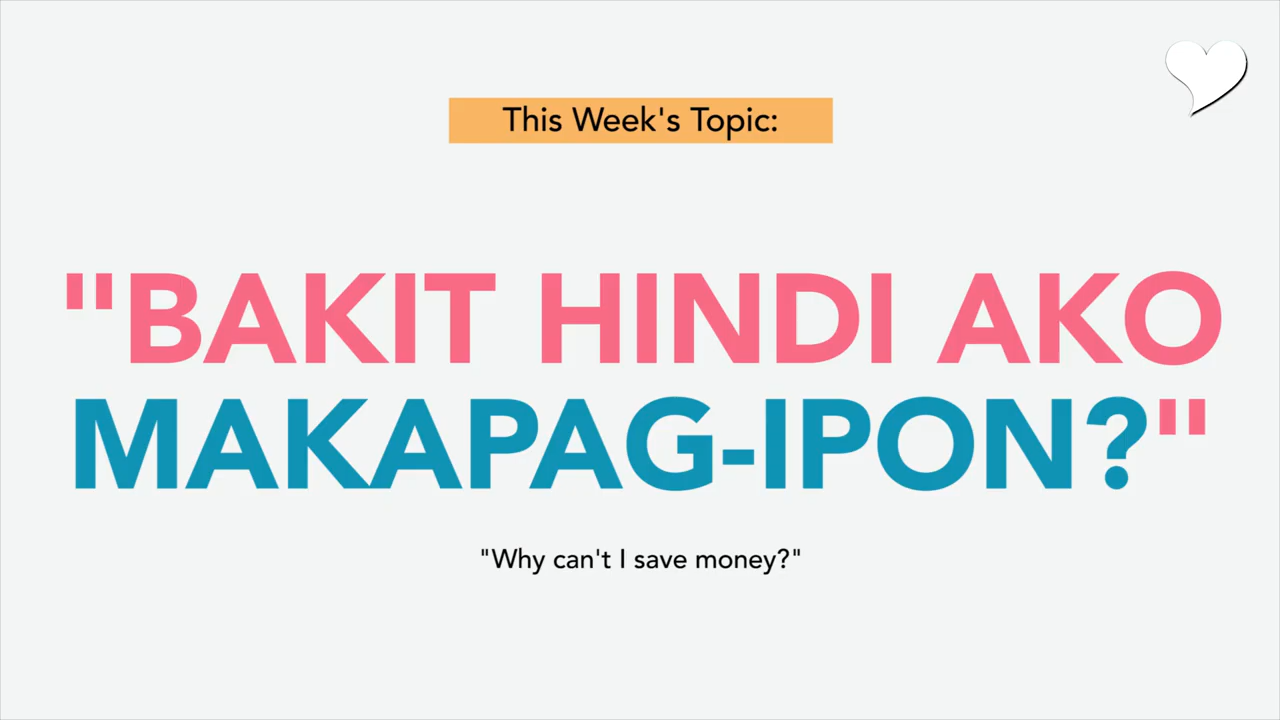 This Week's Topic:
"BAKIT HINDI AKO
MAKAPAG-IPON?"
"Why can't I save money?"